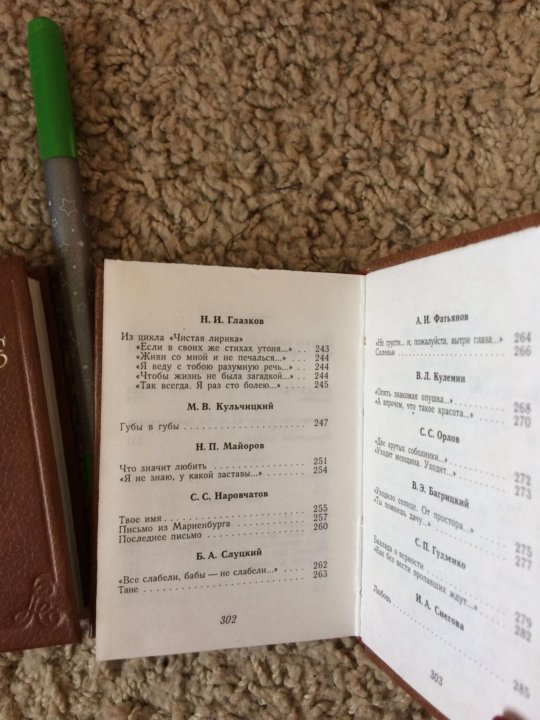 Н. И. Глазков
Из цикла «Чистая лирика»
«Если в своих же стихах утоня...» .. 243
«Живи со мной и не печалься...» ... 244
«Я веду с тобою разумную речь...» ... 244
«Чтобы жизнь не была загадкой...» .. 244
«Так всегда. Я раз сто болею...» .... 245
М. В. Кульчицкий
Губы в губы .................. 247
Н. П. Майоров
Что значит любить ............... 251
«Я не знаю, у какой заставы...» ...... 254
С. С. Наровчатов
Твое имя .................... 255
Письмо из Мариенбурга ............ 257
Последнее письмо ............... 260
Б. А. Слуцкий
«Все слабели, бабы — не слабели...» ... 262
Тане ...................... 263
302
А. И. Фатьянов
«Не грусти... и, пожалуйста, вытри глаза...» 264
Соловьи .................... 266
В. Л. Кулемин
«Опять знакомая опушка...» ........ 268
«А впрочем, что такое красота...» ..... 270
С. С. Орлов
«Две крутых соболинки...» ......... 272
«Уходит женщина. Уходит...» ........ 273
В. Э. Багрицкий
«Уходило солнце. От простора...» ..... 275
«Ты помнишь дачу...» ............ 277
С. П. Гудзенко
Баллада о верности .............. 279
«Как без вести пропавших ждут...» .... 282
И. А. Снегова
Любовь ..................... 285
303